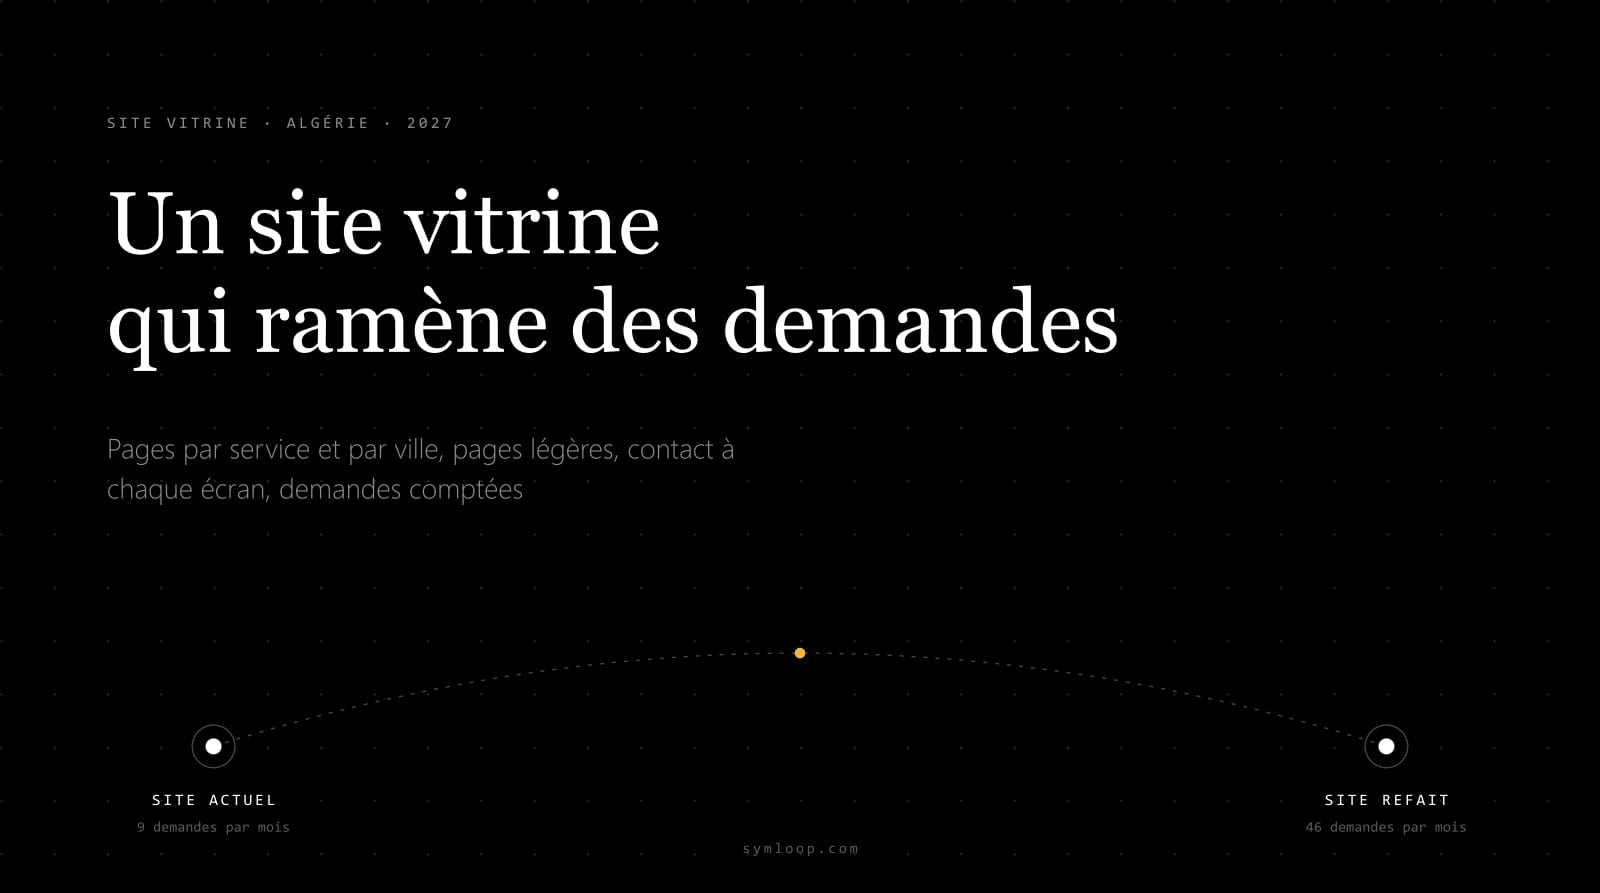 SITE VITRINE · ALGÉRIE · 2027
Un site vitrine
qui ramène des demandes
Pages par service et par ville, pages légères, contact à
chaque écran, demandes comptées
SITE ACTUEL
9 demandes par mois
SITE REFAIT
46 demandes par mois
symloop.com